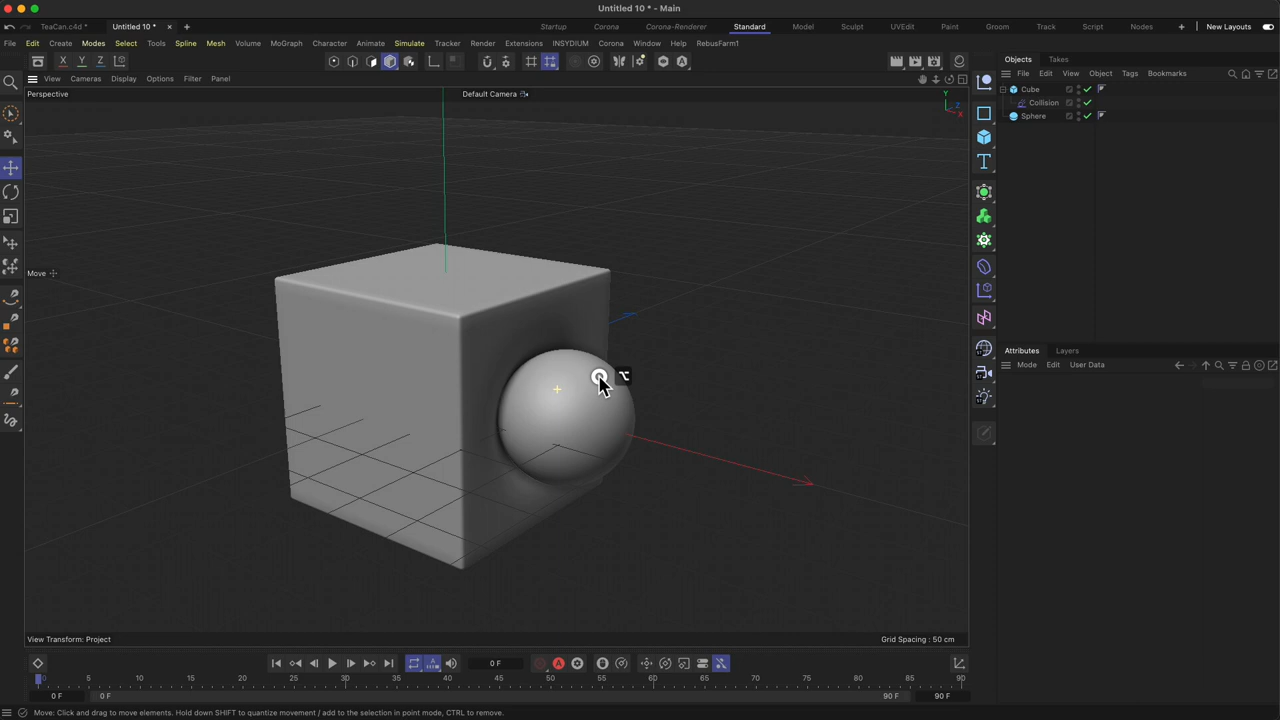 Untitled 10 * - Main
TeaCan.c4d * Untitled 10 * × + Startup Corona Corona-Renderer Standard Model Sculpt UVEdit Paint Groom Track Script Nodes + New Layouts
File Edit Create Modes Select Tools Spline Mesh Volume MoGraph Character Animate Simulate Tracker Render Extensions INSYDIUM Corona Window Help RebusFarm1
X Y Z
Objects Takes
File Edit View Object Tags Bookmarks
View Cameras Display Options Filter Panel
Cube
Collision
Sphere
Perspective Default Camera
Y
Z
X
Move
T
⌥
Attributes Layers
Mode Edit User Data
ST
ST
ST
View Transform: Project Grid Spacing : 50 cm
A 0 F
0 5 10 15 20 25 30 35 40 45 50 55 60 65 70 75 80 85 90
0 F 0 F 90 F 90 F
Move: Click and drag to move elements. Hold down SHIFT to quantize movement / add to the selection in point mode, CTRL to remove.